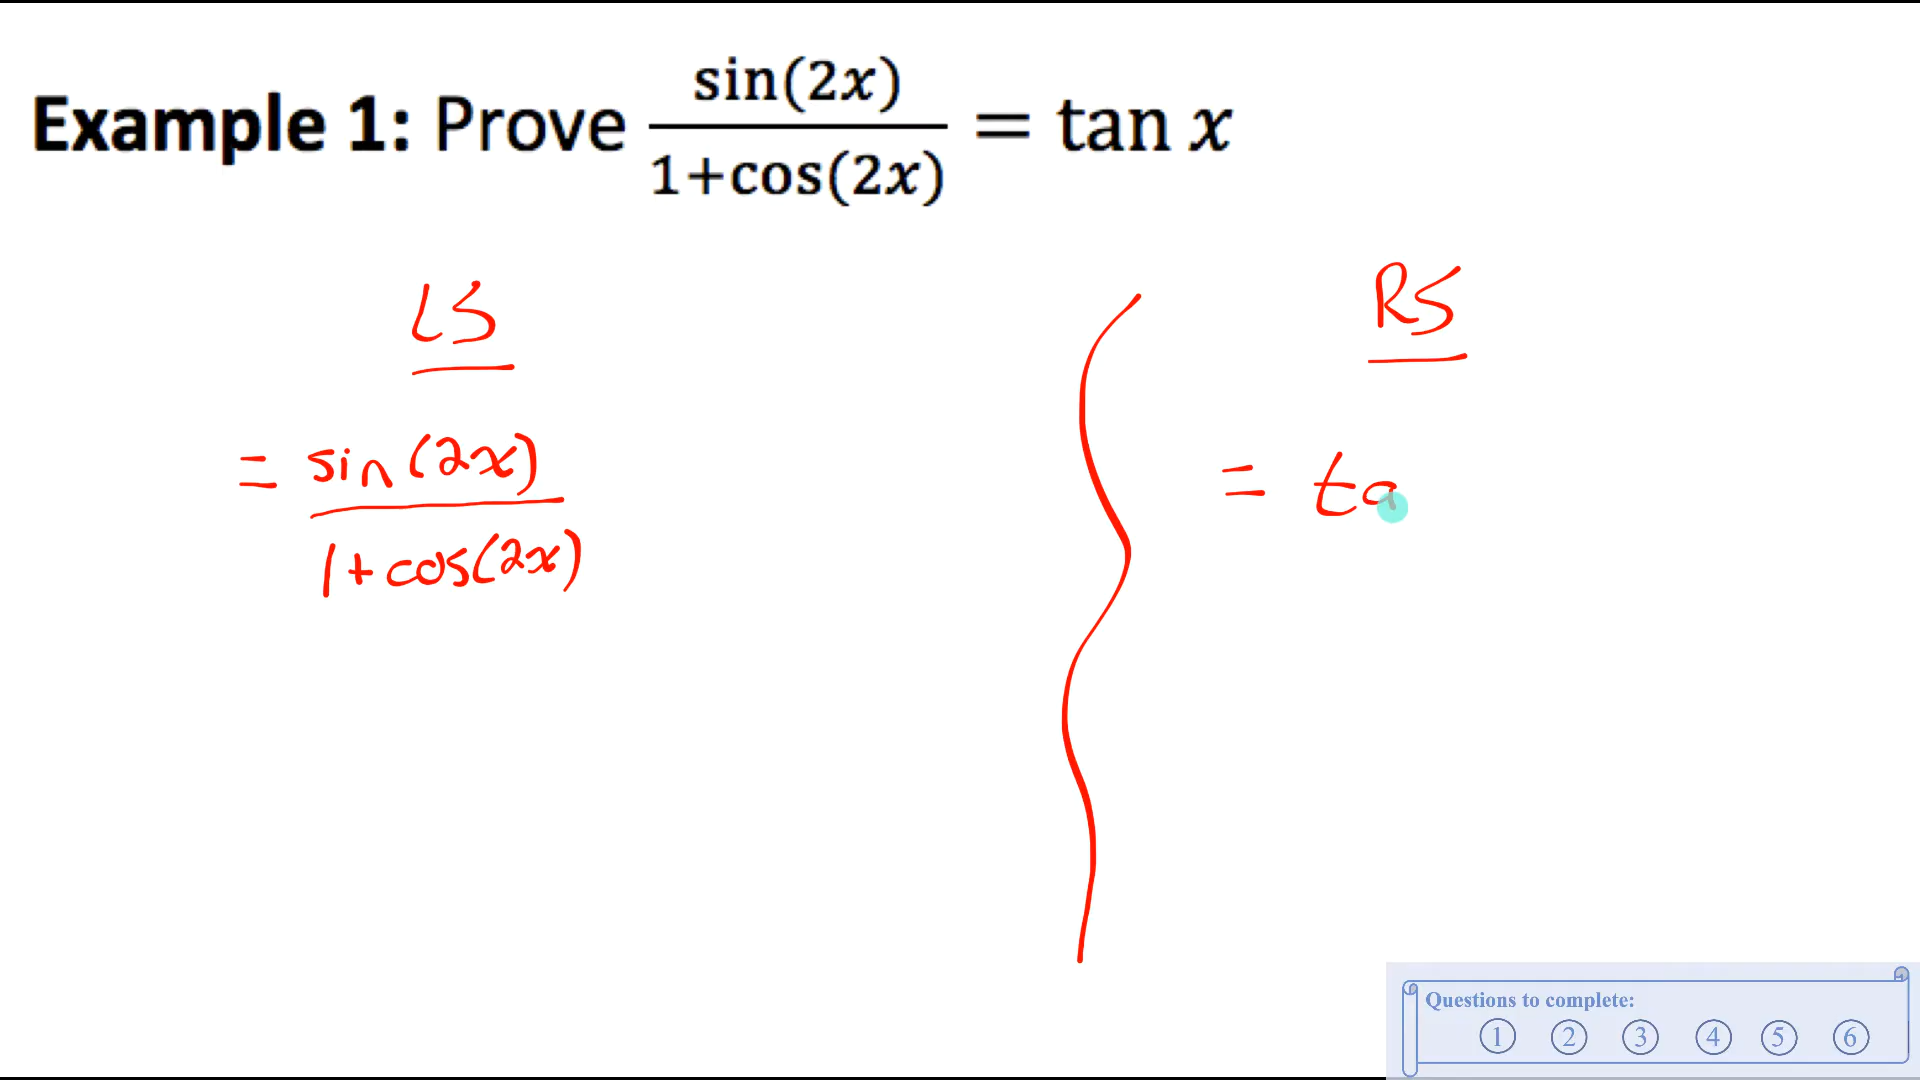 Example 1: Prove sin(2x)/1+cos(2x) = tan x
LS
= sin(2x)
1+cos(2x)
RS
= ta
Questions to complete:
1 2 3 4 5 6